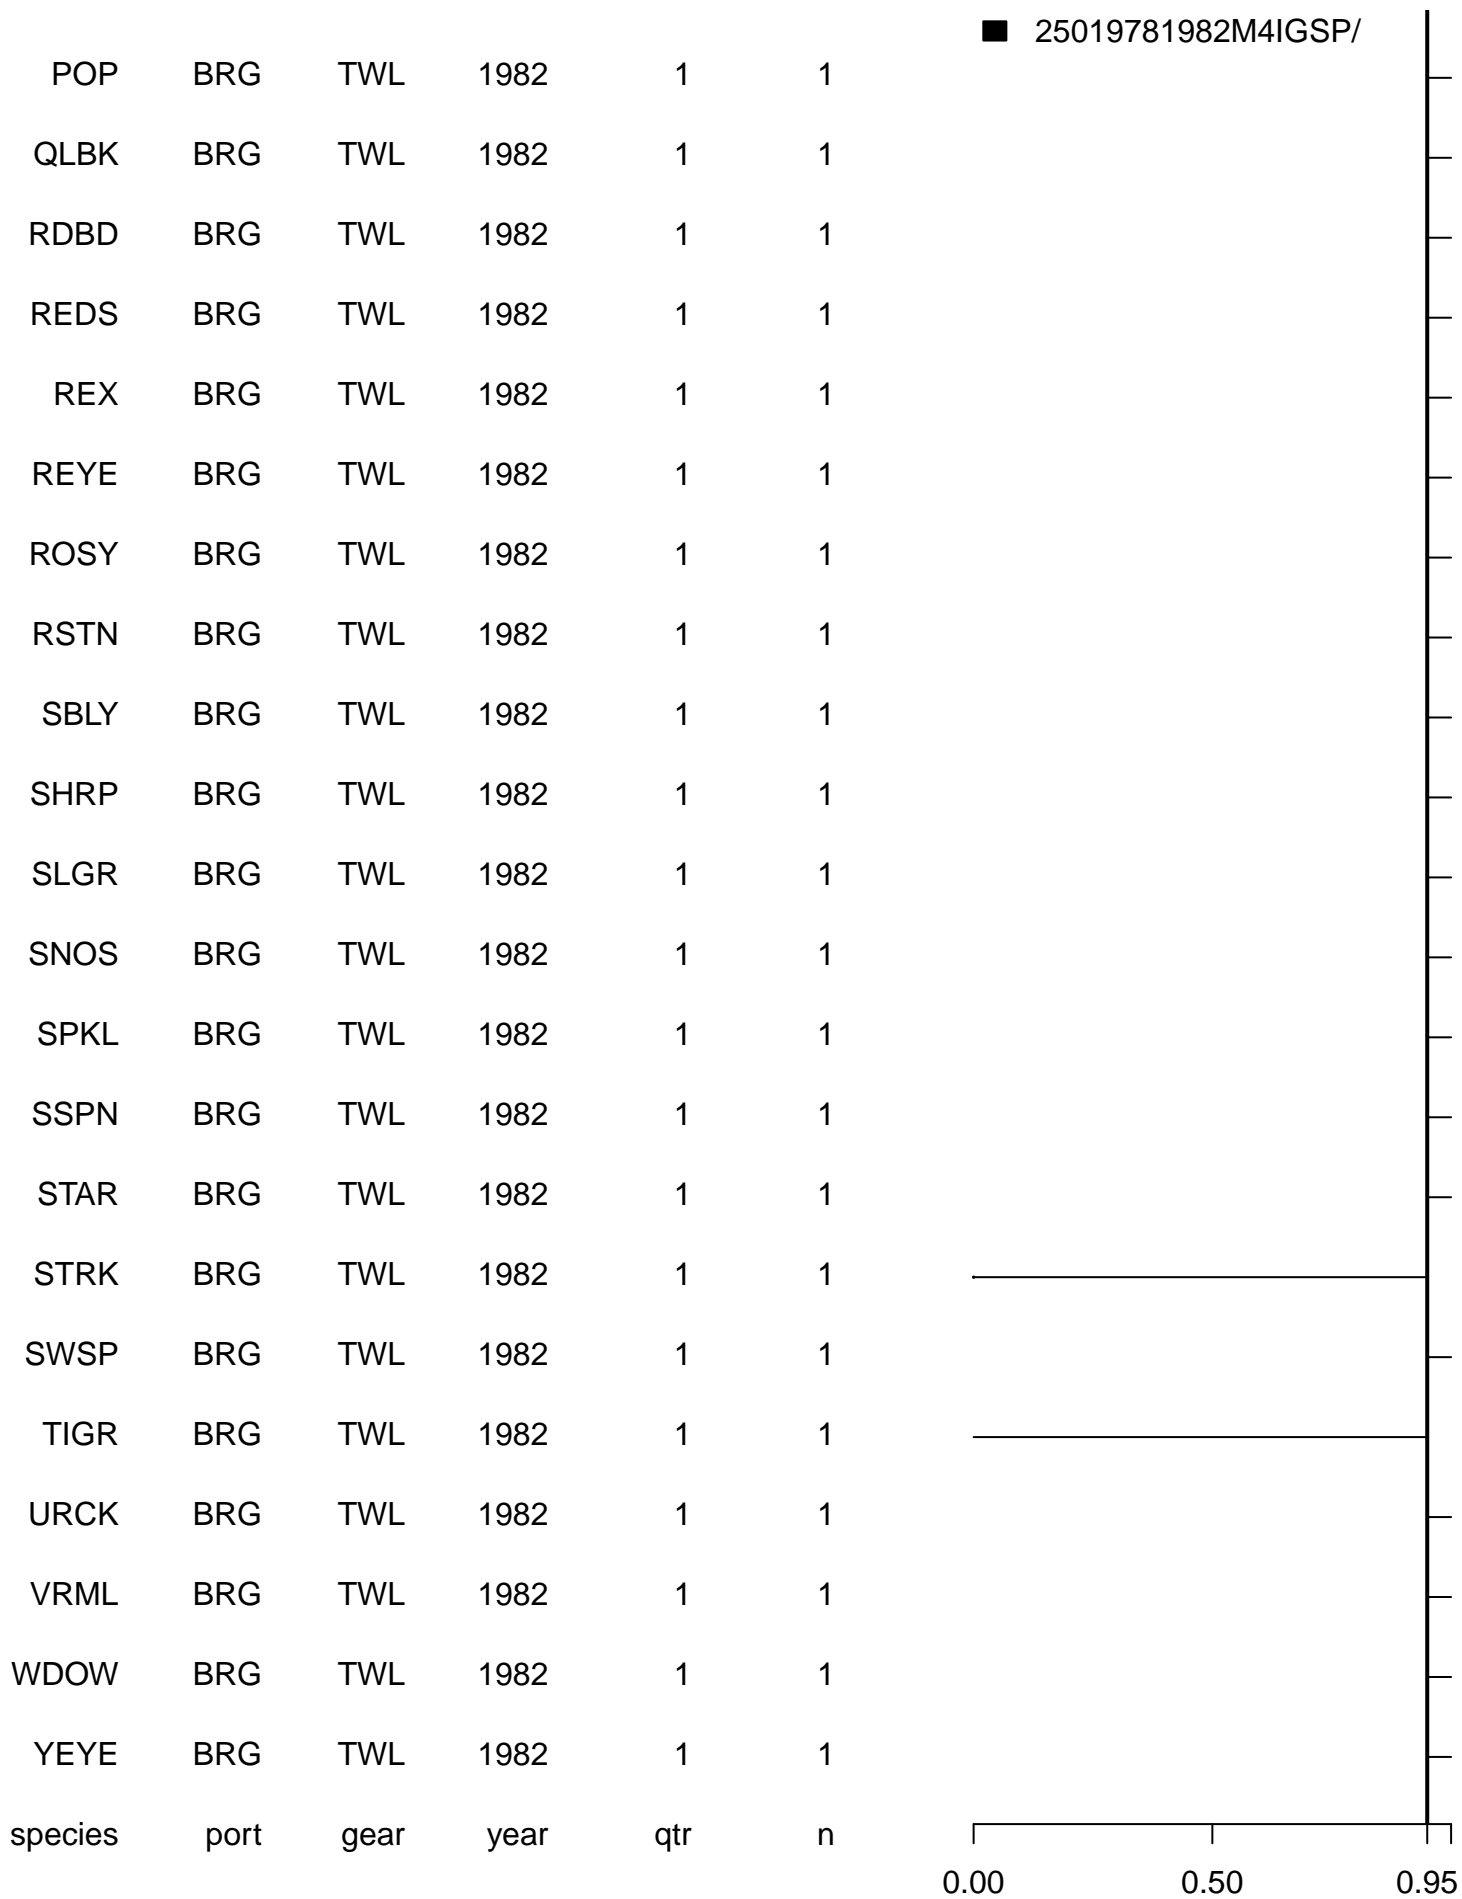 25019781982M4IGSP/
POP BRG TWL 1982 1 1
QLBK BRG TWL 1982 1 1
RDBD BRG TWL 1982 1 1
REDS BRG TWL 1982 1 1
REX BRG TWL 1982 1 1
REYE BRG TWL 1982 1 1
ROSY BRG TWL 1982 1 1
RSTN BRG TWL 1982 1 1
SBLY BRG TWL 1982 1 1
SHRP BRG TWL 1982 1 1
SLGR BRG TWL 1982 1 1
SNOS BRG TWL 1982 1 1
SPKL BRG TWL 1982 1 1
SSPN BRG TWL 1982 1 1
STAR BRG TWL 1982 1 1
STRK BRG TWL 1982 1 1
SWSP BRG TWL 1982 1 1
TIGR BRG TWL 1982 1 1
URCK BRG TWL 1982 1 1
VRML BRG TWL 1982 1 1
WDOW BRG TWL 1982 1 1
YEYE BRG TWL 1982 1 1
species port gear year qtr n
0.00 0.50 0.95